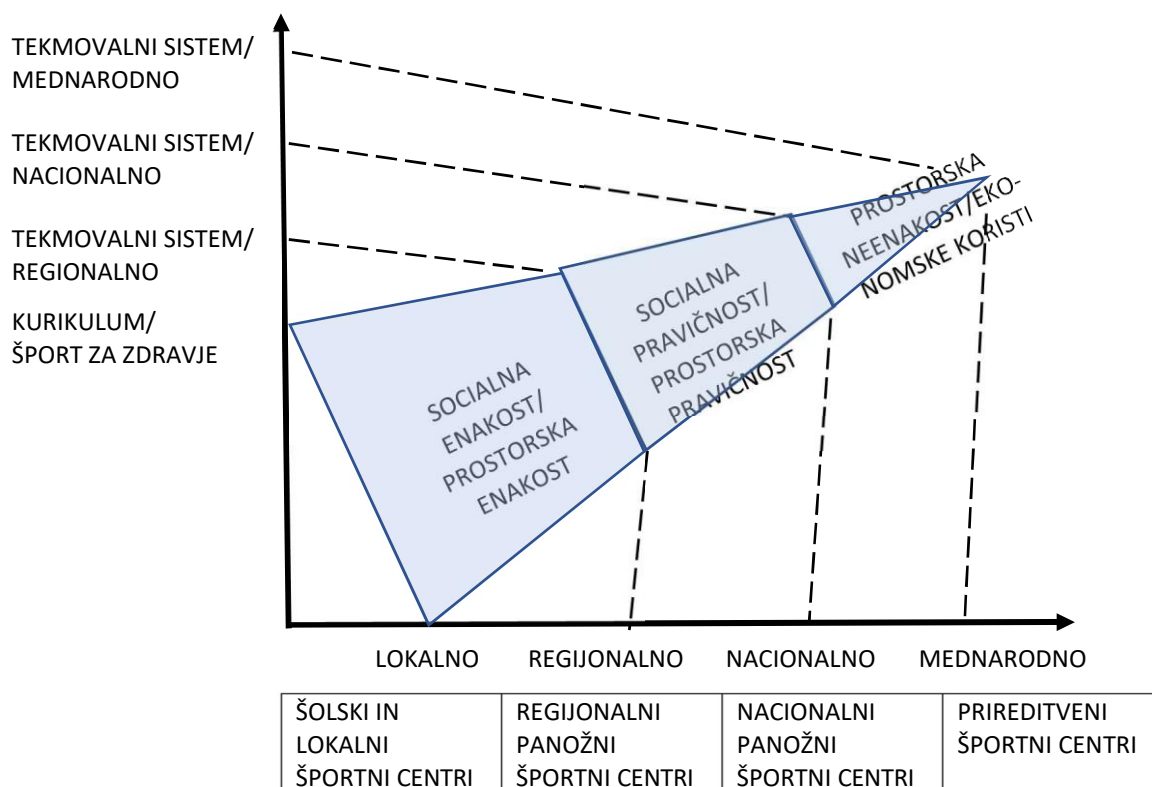 TEKMOVALNI SISTEM/
MEDNARODNO
TEKMOVALNI SISTEM/
NACIONALNO
TEKMOVALNI SISTEM/
REGIONALNO
KURIKULUM/
ŠPORT ZA ZDRAVJE
SOCIALNA
ENAKOST/
PROSTORSKA
ENAKOST
SOCIALNA
PRAVIČNOST/
PROSTORSKA
PRAVIČNOST
PROSTORSKA
NEENAKOST/EKO-
NOMSKE KORISTI
LOKALNO
REGIJONALNO
NACIONALNO
MEDNARODNO
ŠOLSKI IN
LOKALNI
ŠPORTNI CENTRI
REGIJONALNI
PANOŽNI
ŠPORTNI CENTRI
NACIONALNI
PANOŽNI
ŠPORTNI CENTRI
PRIREDITVENI
ŠPORTNI CENTRI